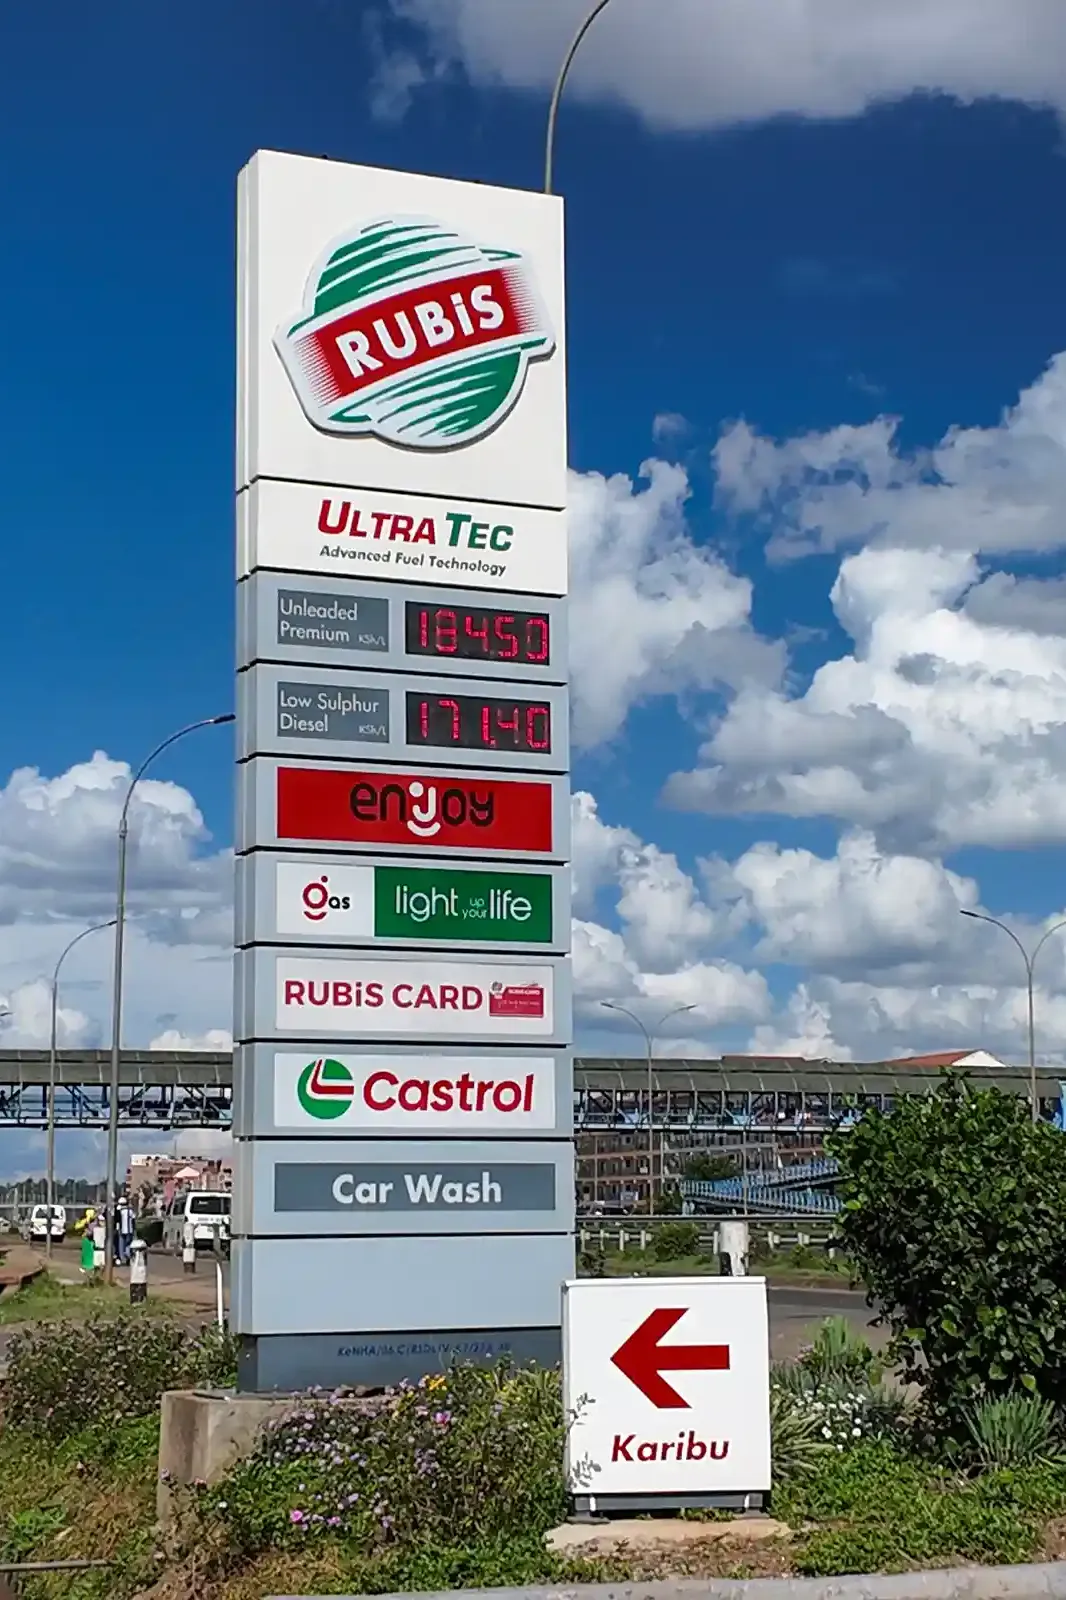 RUBiS
ULTRA TEC
Advanced Fuel Technology
Unleaded
Premium KSh/L
184.50
Low Sulphur
Diesel KSh/L
171.40
enjoy
gas
light up your life
RUBiS CARD
Castrol
Car Wash
Karibu